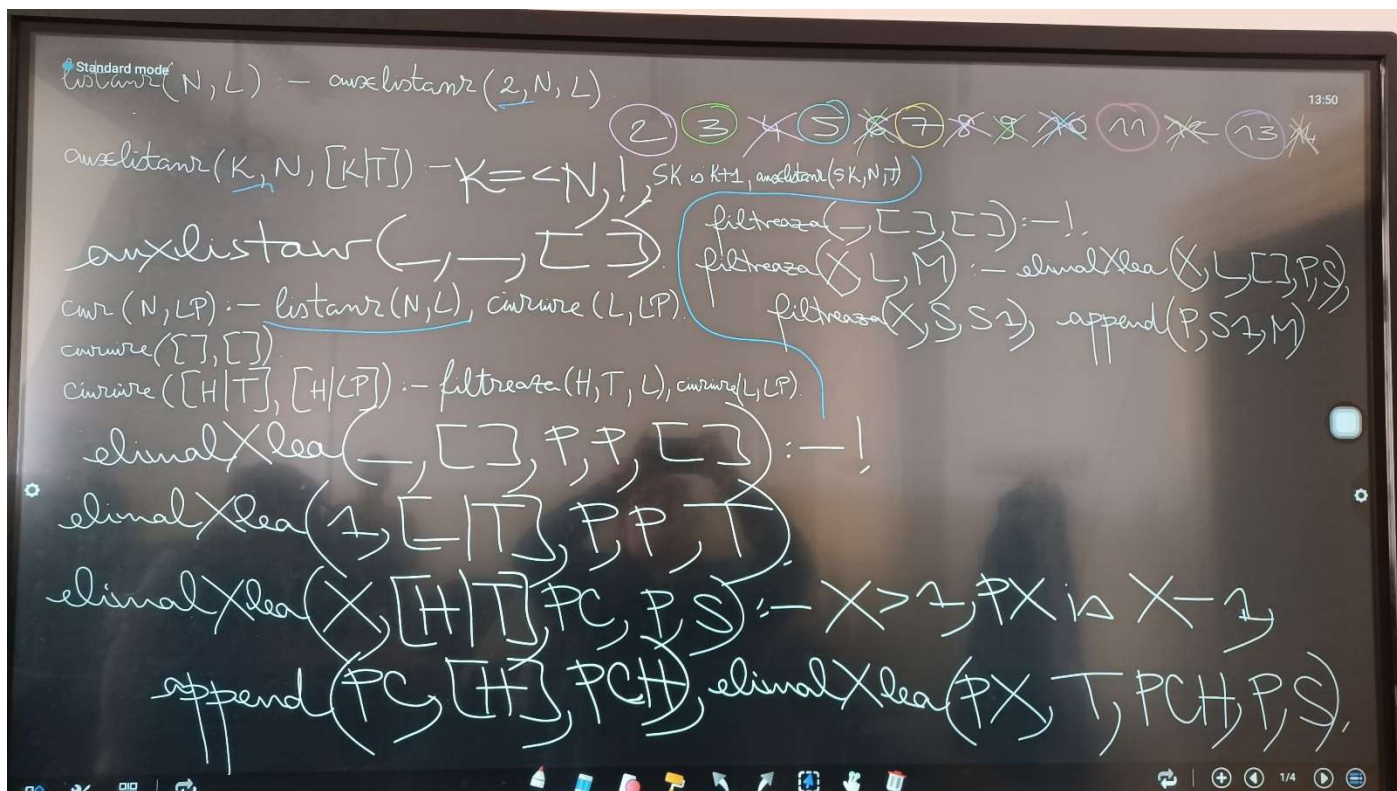 Standard mode
listanr(N, L) :- auxlistanr(2, N, L).
13:50
2 3 4 5 6 7 8 9 10 11 12 13 14
auxlistanr(K, N, [K|T]) :- K=<N, !, SK is K+1, auxlistanr(SK, N, T)
auxlistanr(_, _, []).
ciur(N, LP) :- listanr(N, L), ciuruire(L, LP).
ciuruire([], []).
ciuruire([H|T], [H|LP]) :- filtreaza(H, T, L), ciuruire(L, LP).
filtreaza(_, [], []) :- !.
filtreaza(X, L, M) :- elimalXlea(X, L, [], P, S),
filtreaza(X, S, S1), append(P, S1, M)
elimalXlea(_, [], P, P, []) :- !
elimalXlea(1, [_|T], P, P, T).
elimalXlea(X, [H|T], PC, P, S) :- X>1, PX is X-1,
append(PC, [H], PCH), elimalXlea(PX, T, PCH, P, S).
1/4